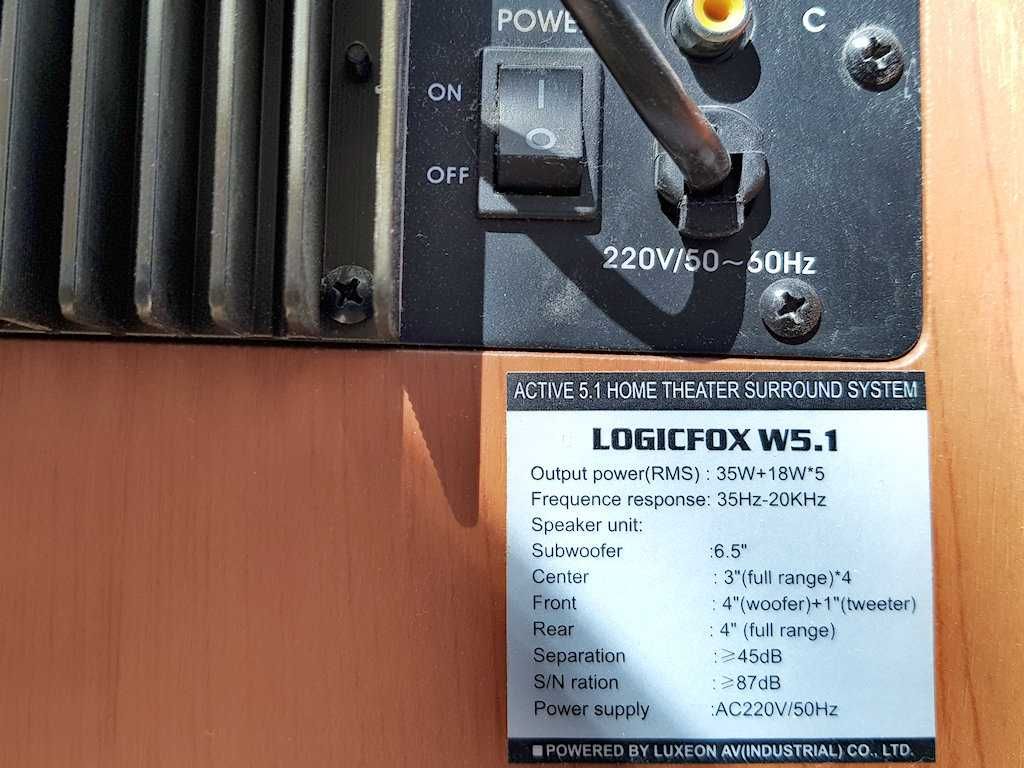 POWER
C
ON
I
O
OFF
220V/50~60Hz
ACTIVE 5.1 HOME THEATER SURROUND SYSTEM
LOGICFOX W5.1
Output power(RMS) : 35W+18W*5
Frequence response: 35Hz-20KHz
Speaker unit:
Subwoofer :6.5"
Center : 3"(full range)*4
Front : 4"(woofer)+1"(tweeter)
Rear : 4" (full range)
Separation :≥45dB
S/N ration :≥87dB
Power supply :AC220V/50Hz
■POWERED BY LUXEON AV(INDUSTRIAL) CO., LTD.